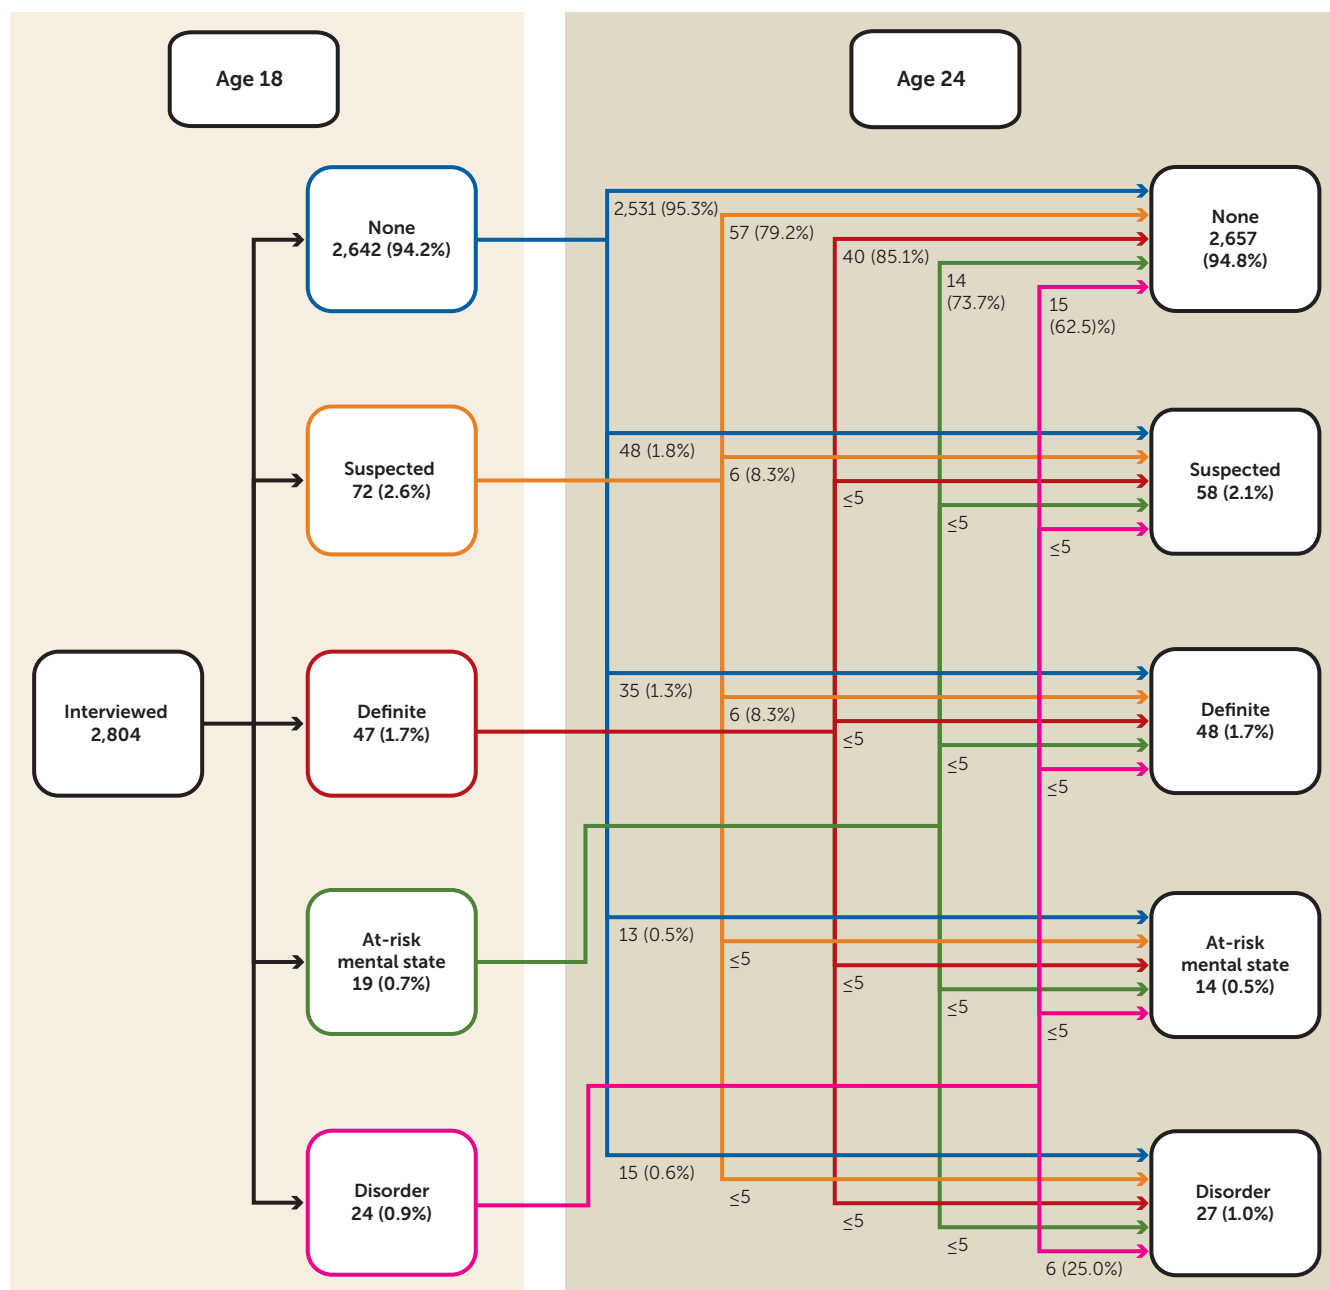 Age 18
Age 24
Interviewed
2,804
None
2,642 (94.2%)
Suspected
72 (2.6%)
Definite
47 (1.7%)
At-risk
mental state
19 (0.7%)
Disorder
24 (0.9%)
2,531 (95.3%)
57 (79.2%)
40 (85.1%)
14
(73.7%)
15
(62.5)%)
None
2,657
(94.8%)
48 (1.8%)
6 (8.3%)
≤5
≤5
≤5
Suspected
58 (2.1%)
35 (1.3%)
6 (8.3%)
≤5
≤5
≤5
Definite
48 (1.7%)
13 (0.5%)
≤5
≤5
≤5
≤5
At-risk
mental state
14 (0.5%)
15 (0.6%)
≤5
≤5
≤5
6 (25.0%)
Disorder
27 (1.0%)